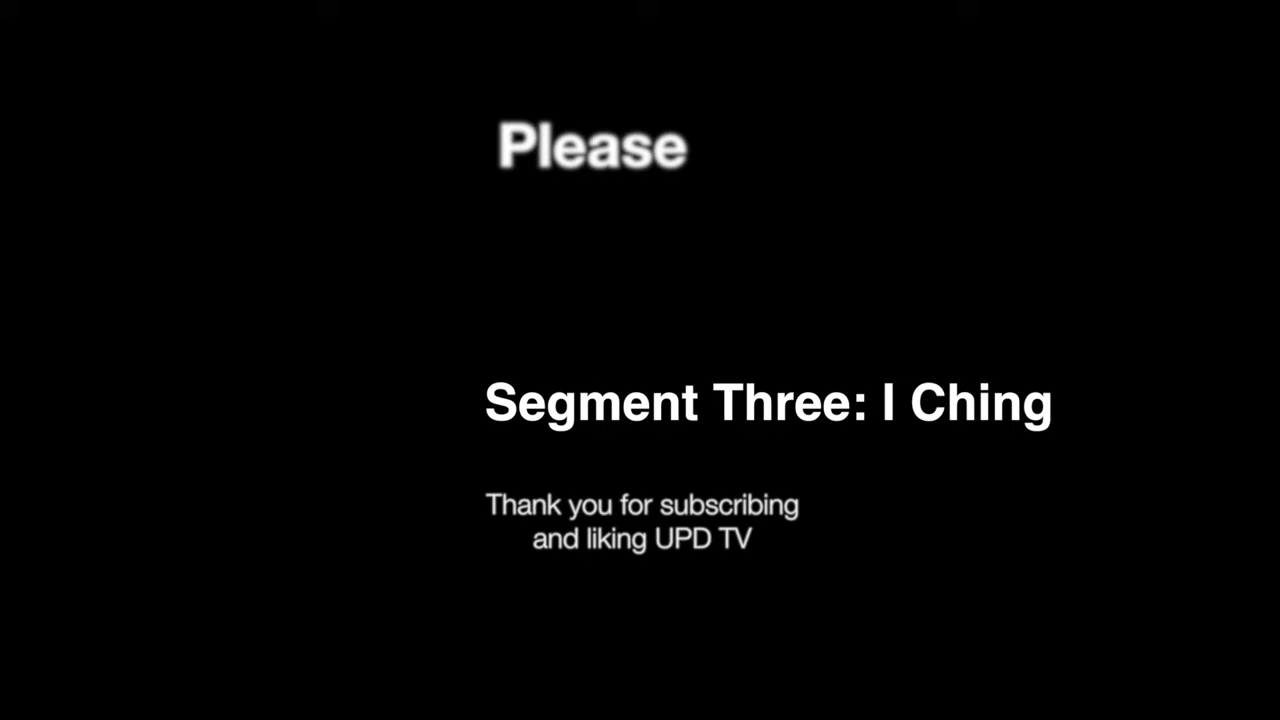 Please
Segment Three: I Ching
Thank you for subscribing
and liking UPD TV